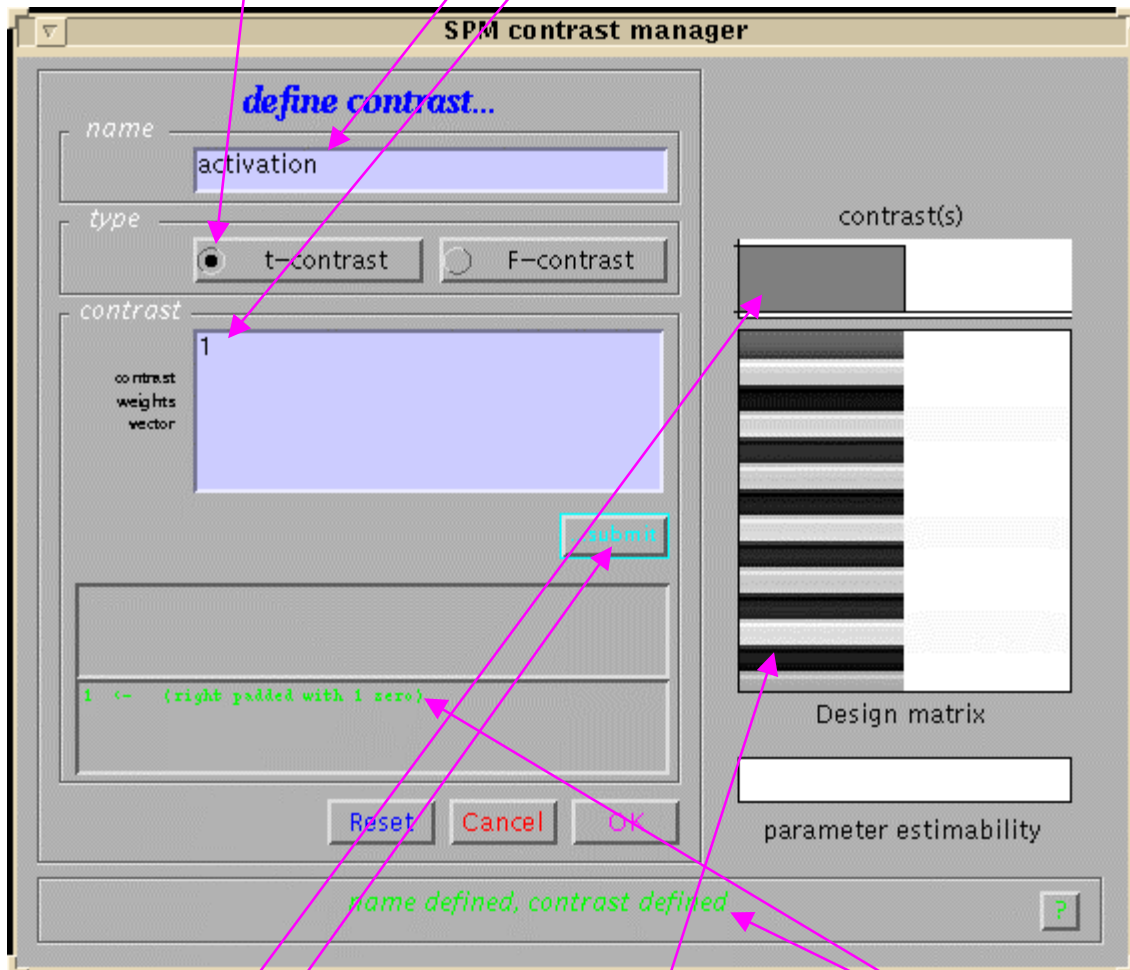 SPM contrast manager
define contrast...
name
activation
type
t-contrast
F-contrast
contrast
1
contrast
weights
vector
submit
1 <- (right padded with 1 zero)
Reset
Cancel
OK
name defined, contrast defined
?
contrast(s)
Design matrix
parameter estimability